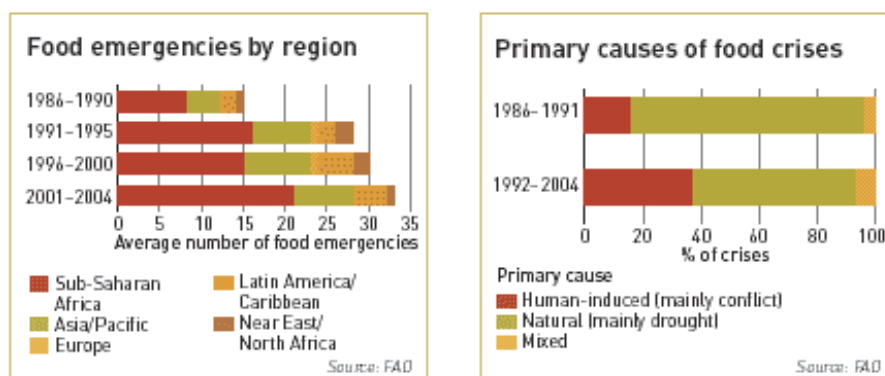 Food emergencies by region
1986–1990
1991–1995
1996–2000
2001–2004
0 5 10 15 20 25 30 35
Average number of food emergencies
Sub-Saharan
Africa
Asia/Pacific
Europe
Latin America/
Caribbean
Near East/
North Africa
Source: FAO
Primary causes of food crises
1986–1991
1992–2004
0 20 40 60 80 100
% of crises
Primary cause
Human-induced (mainly conflict)
Natural (mainly drought)
Mixed
Source: FAO